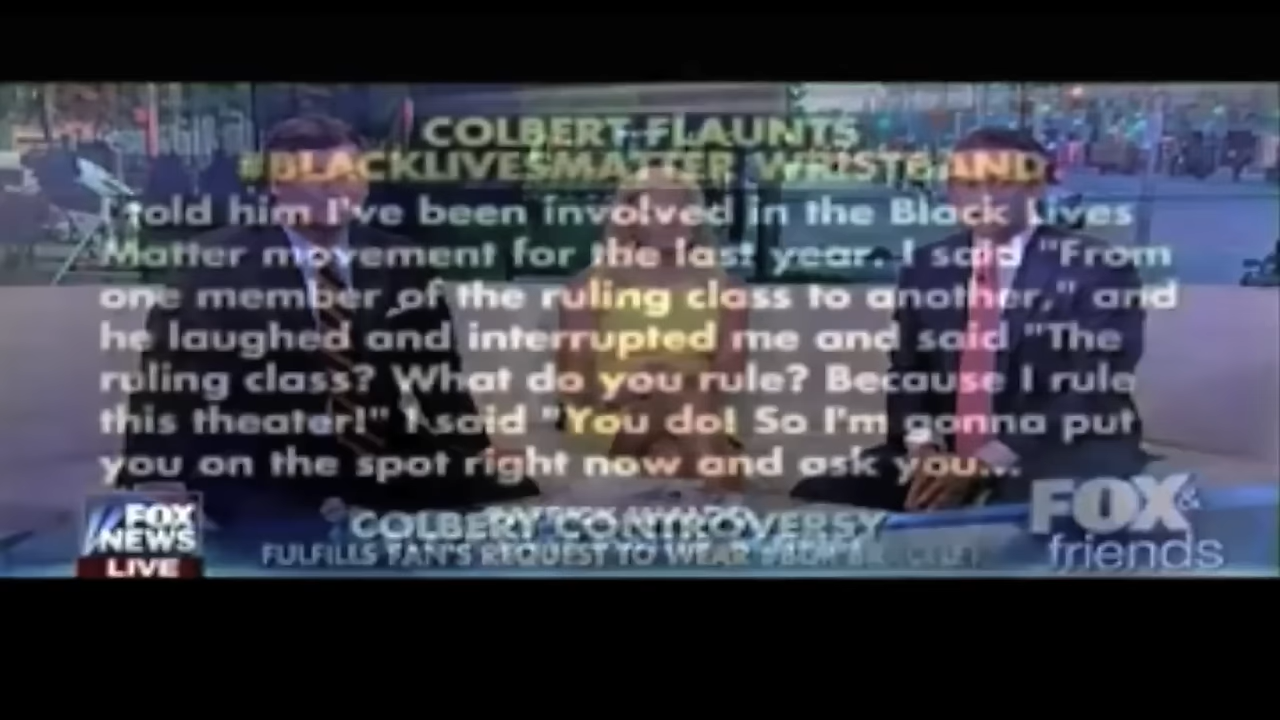 COLBERT FLAUNTS
#BLACKLIVESMATTER WRISTBAND
I told him I've been involved in the Black Lives
Matter movement for the last year. I said "From
one member of the ruling class to another," and
he laughed and interrupted me and said "The
ruling class? What do you rule? Because I rule
this theater!" I said "You do! So I'm gonna put
you on the spot right now and ask you...
COLBERT CONTROVERSY
FULFILLS FAN'S REQUEST TO WEAR
FOX
NEWS
LIVE
FOX &
friends